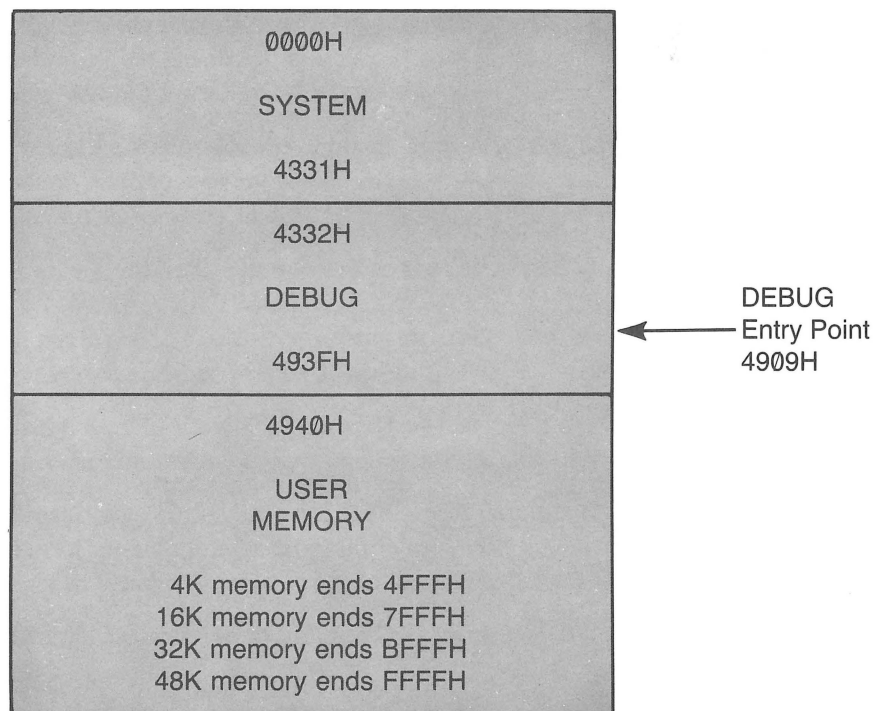 0000H
SYSTEM
4331H
4332H
DEBUG
493FH
DEBUG
Entry Point
4909H
4940H
USER
MEMORY
4K memory ends 4FFFH
16K memory ends 7FFFH
32K memory ends BFFFH
48K memory ends FFFFH